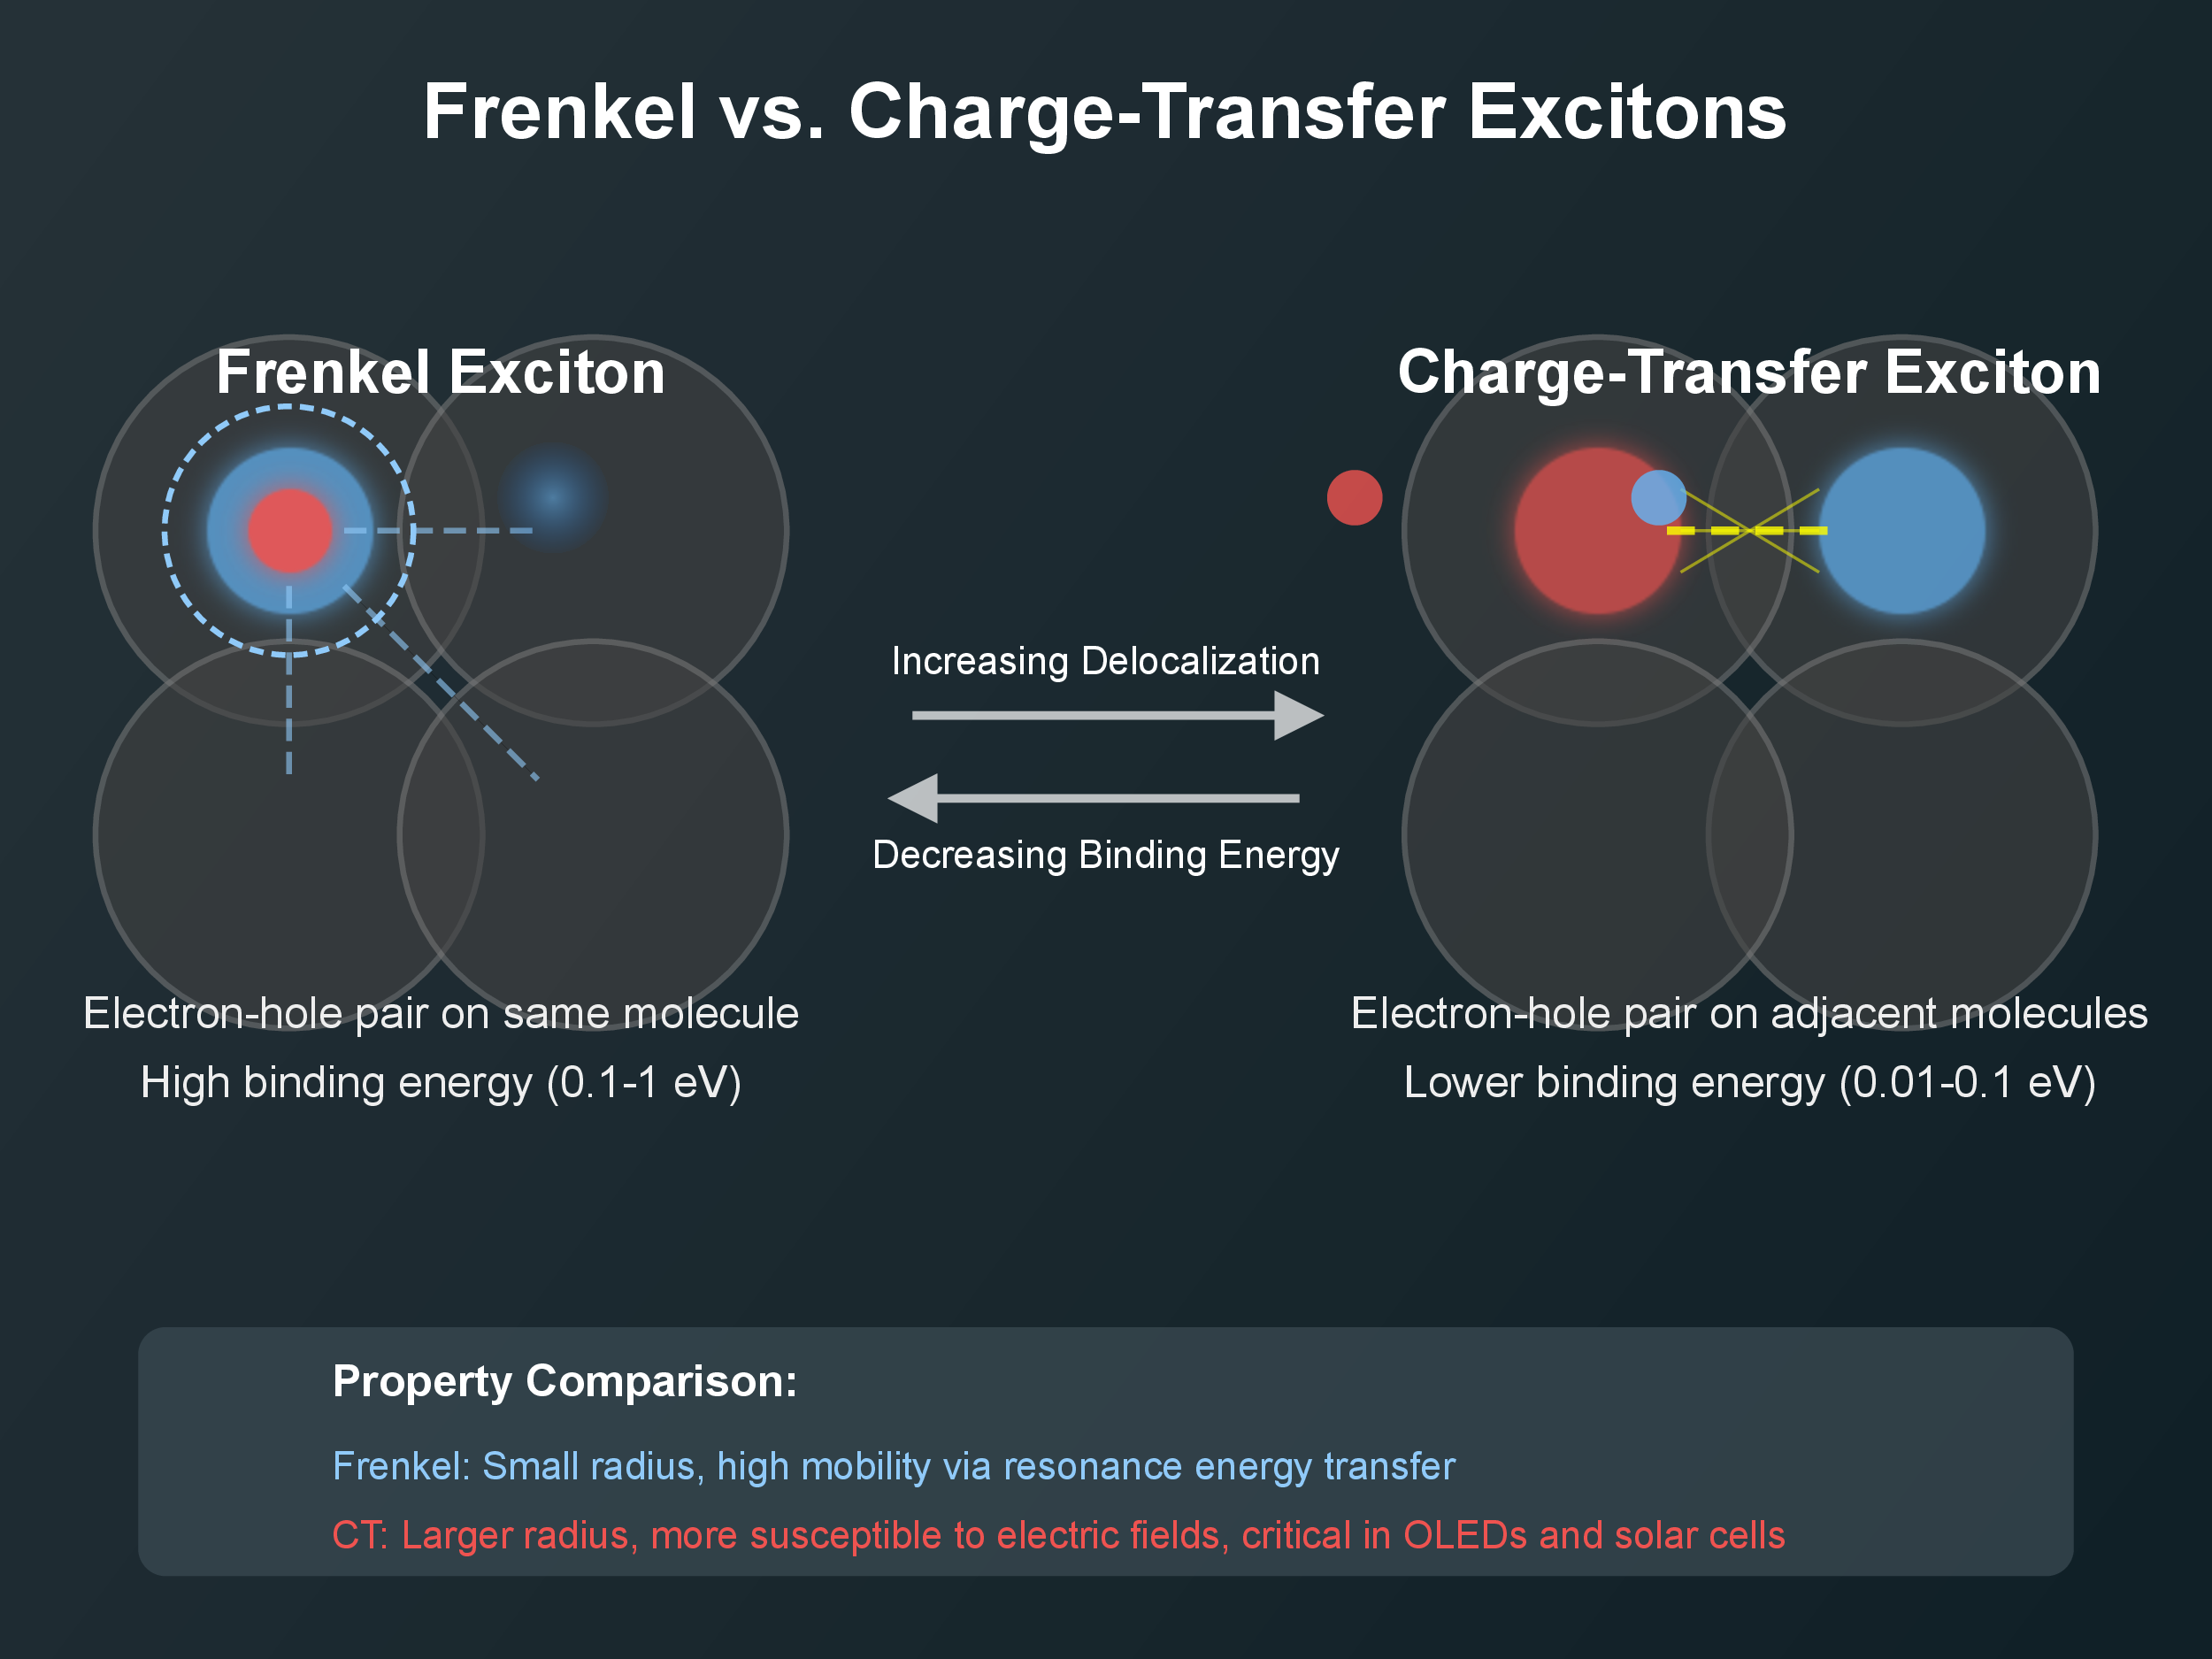 Frenkel vs. Charge-Transfer Excitons
Frenkel Exciton
Charge-Transfer Exciton
Increasing Delocalization
Decreasing Binding Energy
Electron-hole pair on same molecule
High binding energy (0.1-1 eV)
Electron-hole pair on adjacent molecules
Lower binding energy (0.01-0.1 eV)
Property Comparison:
Frenkel: Small radius, high mobility via resonance energy transfer
CT: Larger radius, more susceptible to electric fields, critical in OLEDs and solar cells